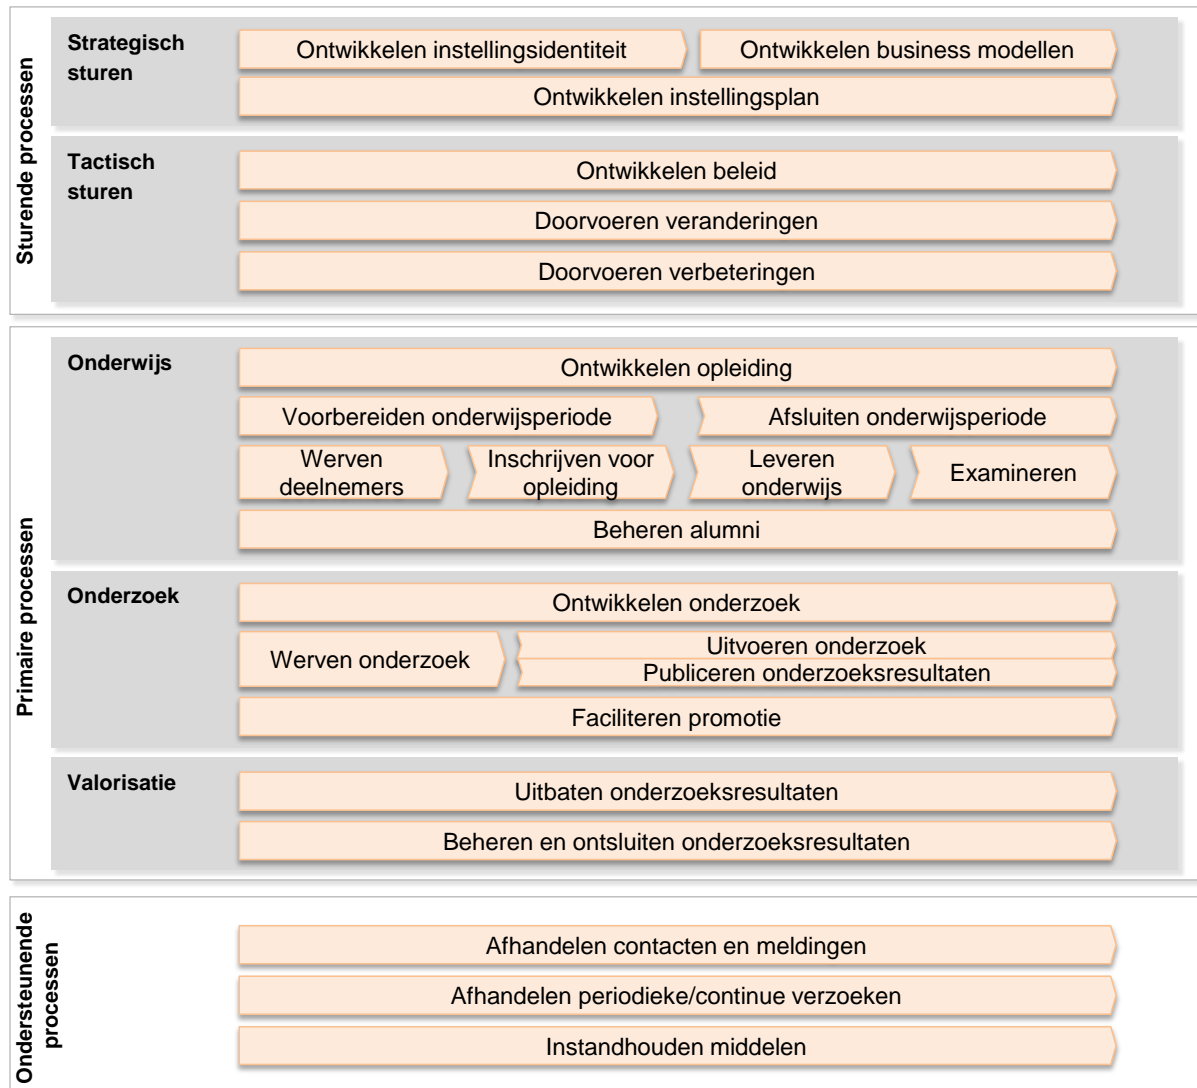 Sturende processen
Strategisch
sturen
Ontwikkelen instellingsidentiteit
Ontwikkelen business modellen
Ontwikkelen instellingsplan
Tactisch
sturen
Ontwikkelen beleid
Doorvoeren veranderingen
Doorvoeren verbeteringen
Primaire processen
Onderwijs
Ontwikkelen opleiding
Voorbereiden onderwijsperiode
Afsluiten onderwijsperiode
Werven
deelnemers
Inschrijven voor
opleiding
Leveren
onderwijs
Examineren
Beheren alumni
Onderzoek
Ontwikkelen onderzoek
Werven onderzoek
Uitvoeren onderzoek
Publiceren onderzoeksresultaten
Faciliteren promotie
Valorisatie
Uitbaten onderzoeksresultaten
Beheren en ontsluiten onderzoeksresultaten
Ondersteunende
processen
Afhandelen contacten en meldingen
Afhandelen periodieke/continue verzoeken
Instandhouden middelen